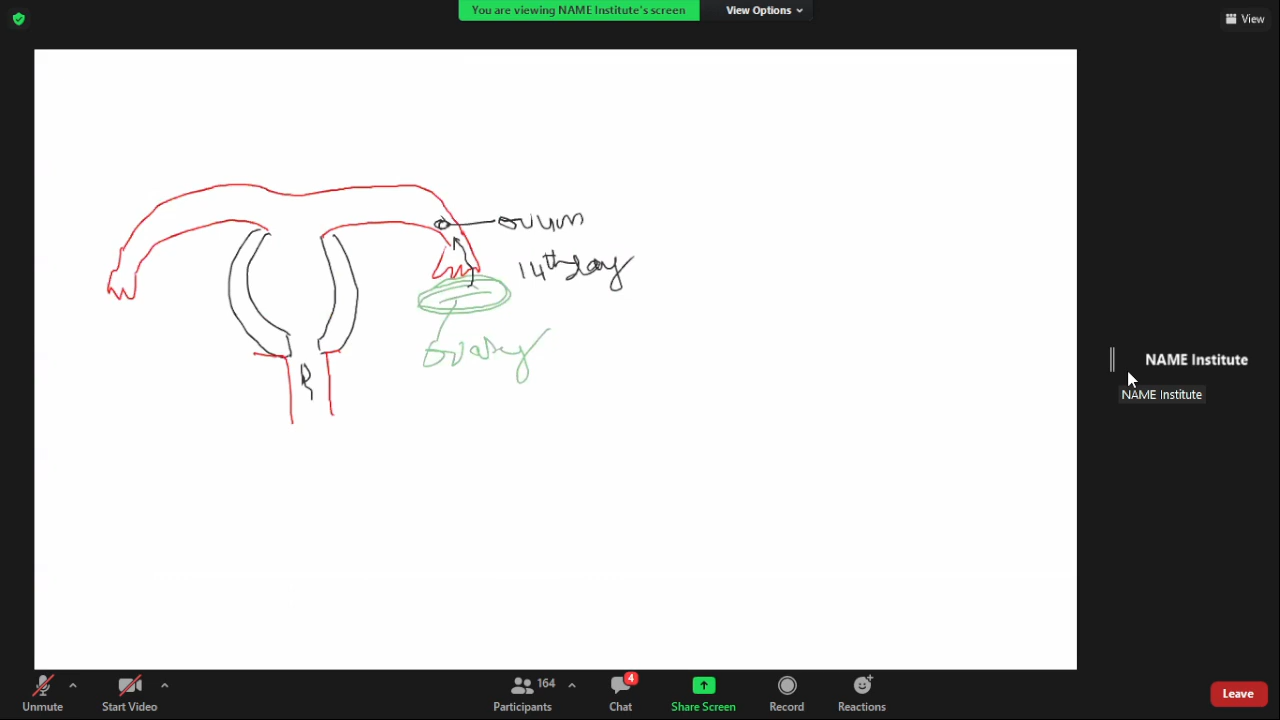 You are viewing NAME Institute's screen
View Options
View
ovum
14th day
ovary
NAME Institute
NAME Institute
Unmute
Start Video
164
Participants
4
Chat
Share Screen
Record
Reactions
Leave